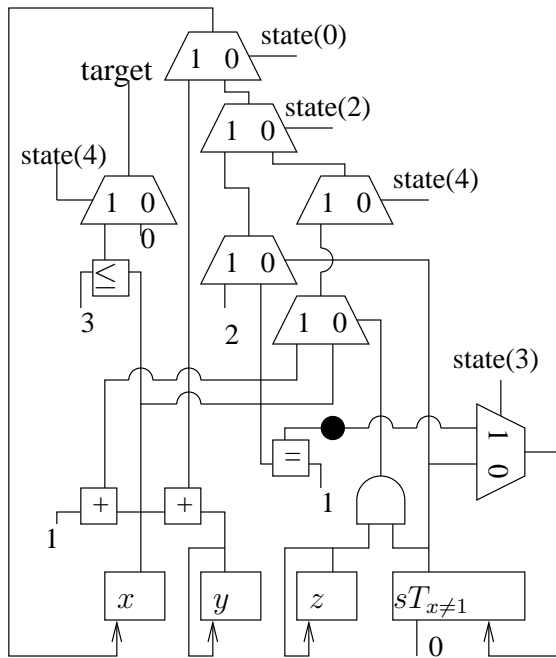 state(0)
1 0
target
state(2)
1 0
state(4)
1 0
0
1 0
state(4)
1 0
≤
3
2
1 0
state(3)
1 0
=
1
+
+
1
x
y
z
sT_{x≠1}
0